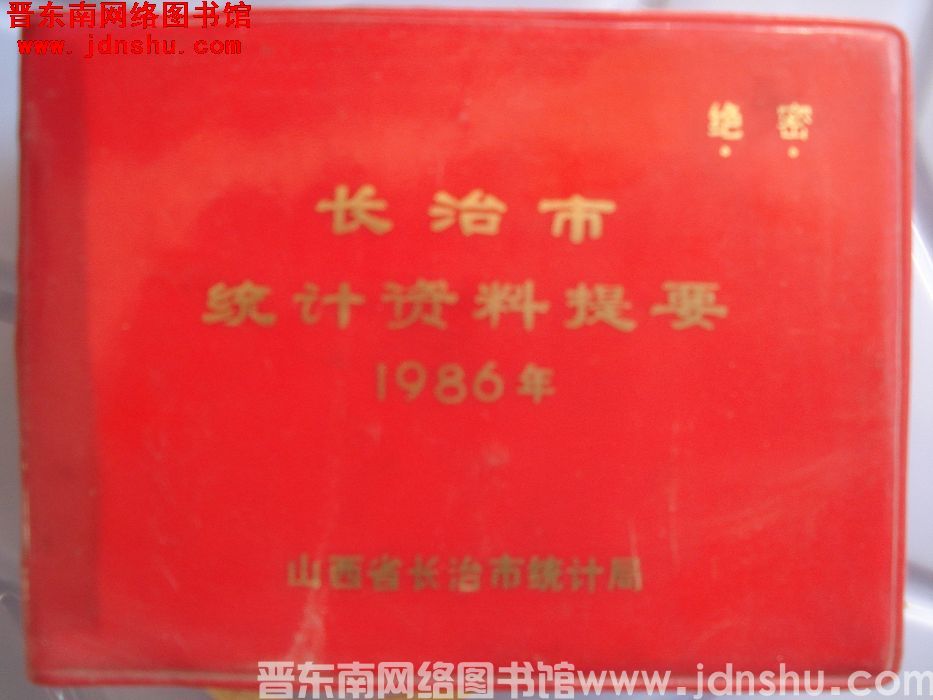 晋东南网络图书馆
www. jdnshu. com
绝密
长治市
统计资料提要
1986年
山西省长治市统计局
晋东南网络图书馆www. jdnshu. com